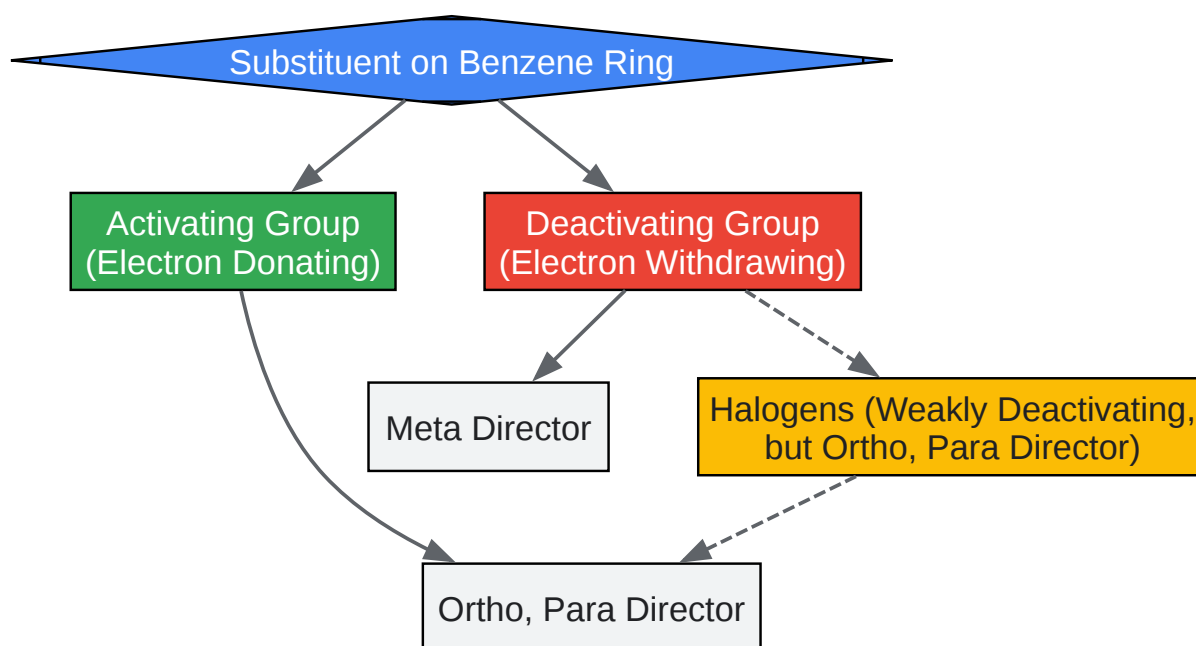 Substituent on Benzene Ring
Activating Group
(Electron Donating)
Deactivating Group
(Electron Withdrawing)
Meta Director
Halogens (Weakly Deactivating,
but Ortho, Para Director)
Ortho, Para Director